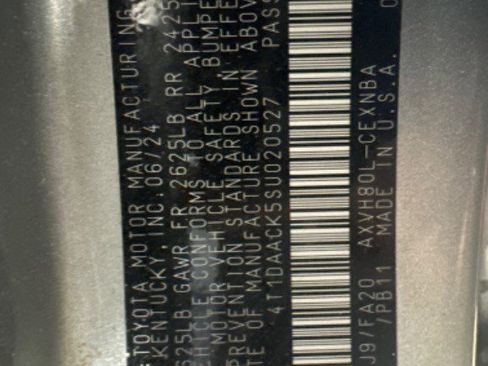 TOYOTA MOTOR MANUFACTURING
KENTUCKY, INC. 06/24
625LB GAWR FR 2625LB RR 2425
VEHICLE CONFORMS TO ALL APPLI
MOTOR VEHICLE SAFETY, BUMPE
PREVENTION STANDARDS IN EFFE
TE OF MANUFACTURE SHOWN ABOV
4T1DAACK5SU020527 PASS
J9/FA20 AXVH80L-CEXNBA
/PB11 MADE IN U.S.A.